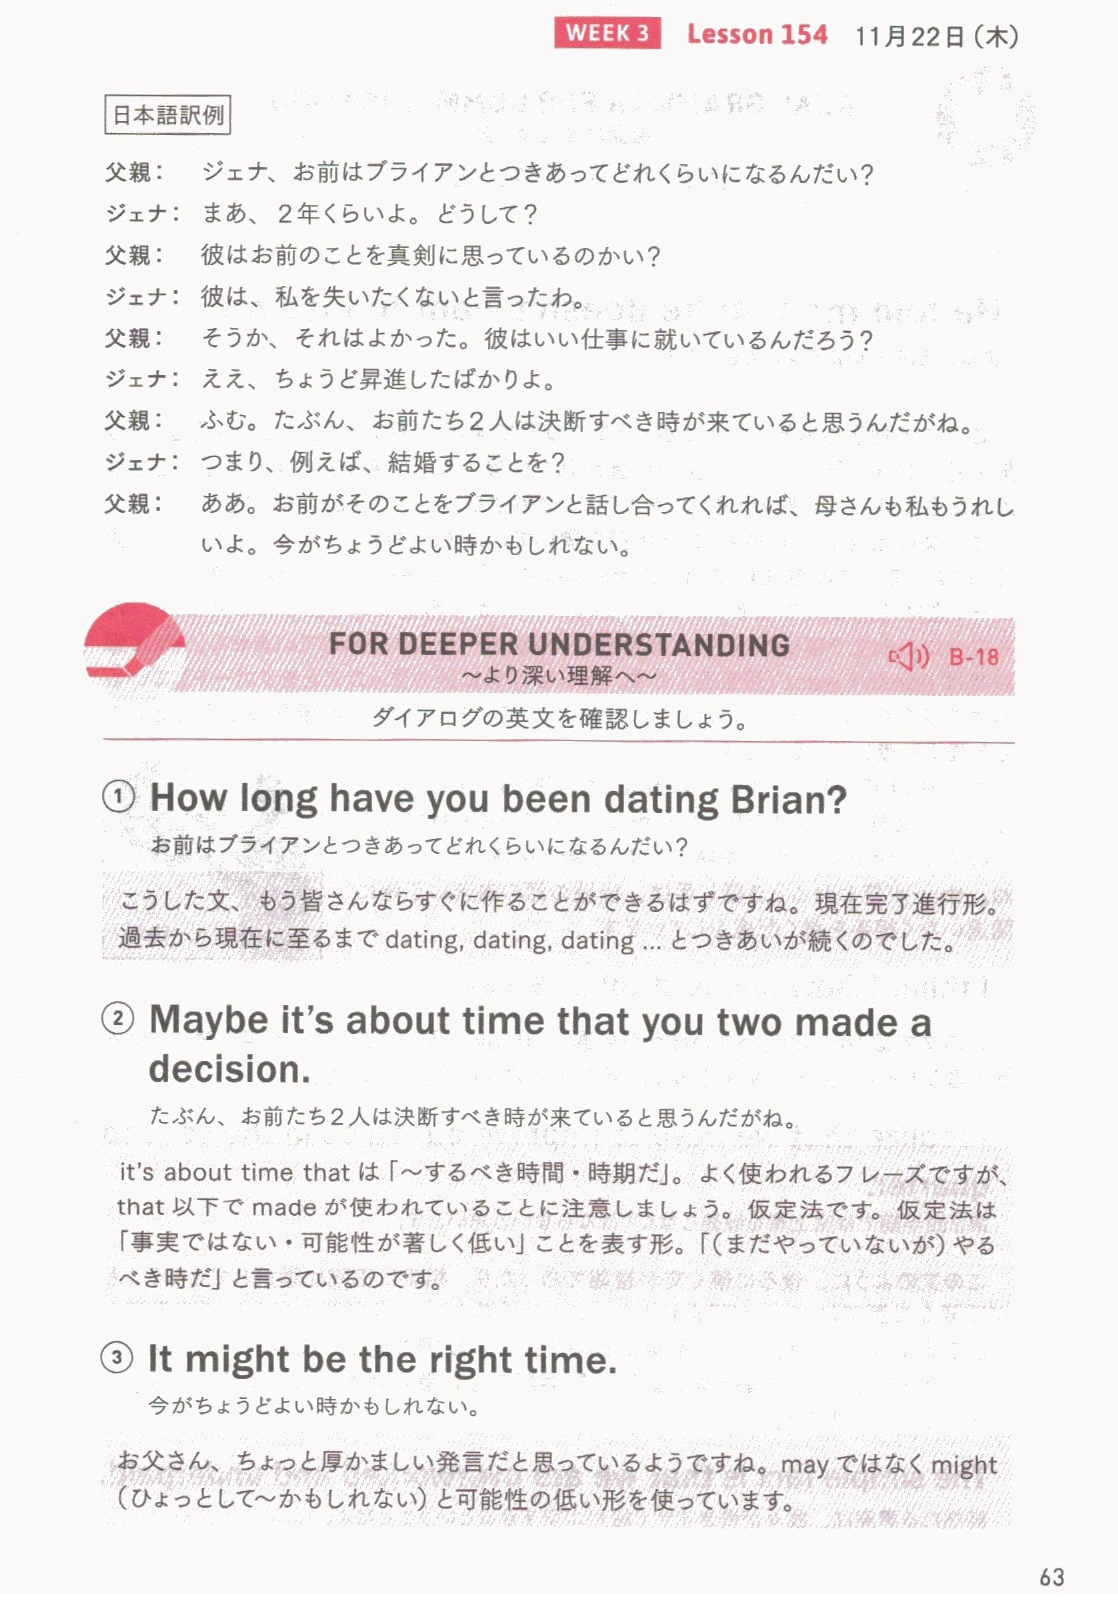 WEEK 3 Lesson 154 11月22日（木）
日本語訳例
父親： ジェナ、お前はブライアンとつきあってどれくらいになるんだい？
ジェナ： まあ、２年くらいよ。どうして？
父親： 彼はお前のことを真剣に思っているのかい？
ジェナ： 彼は、私を失いたくないと言ったわ。
父親： そうか、それはよかった。彼はいい仕事に就いているんだろう？
ジェナ： ええ、ちょうど昇進したばかりよ。
父親： ふむ。たぶん、お前たち２人は決断すべき時が来ていると思うんだがね。
ジェナ： つまり、例えば、結婚することを？
父親： ああ。お前がそのことをブライアンと話し合ってくれれば、母さんも私もうれし
いよ。今がちょうどよい時かもしれない。
FOR DEEPER UNDERSTANDING
〜より深い理解へ〜
B-18
ダイアログの英文を確認しましょう。
① How long have you been dating Brian?
お前はブライアンとつきあってどれくらいになるんだい？
こうした文、もう皆さんならすぐに作ることができるはずですね。現在完了進行形。
過去から現在に至るまで dating, dating, dating ... とつきあいが続くのでした。
② Maybe it's about time that you two made a
decision.
たぶん、お前たち２人は決断すべき時が来ていると思うんだがね。
it's about time that は「〜するべき時間・時期だ」。よく使われるフレーズですが、
that 以下で made が使われていることに注意しましょう。仮定法です。仮定法は
「事実ではない・可能性が著しく低い」ことを表す形。「（まだやっていないが）やる
べき時だ」と言っているのです。
③ It might be the right time.
今がちょうどよい時かもしれない。
お父さん、ちょっと厚かましい発言だと思っているようですね。may ではなく might
（ひょっとして〜かもしれない）と可能性の低い形を使っています。
63